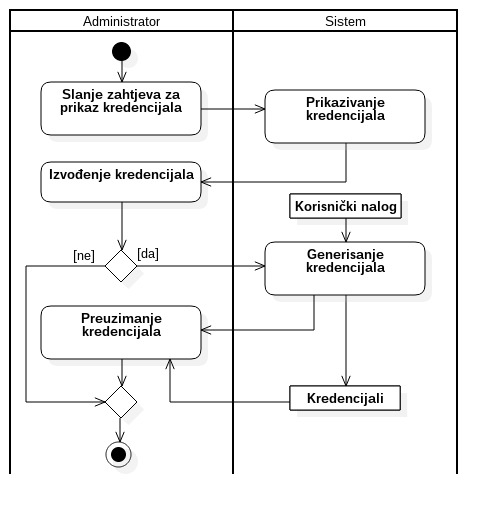 Administrator
Sistem
Slanje zahtjeva za
prikaz kredencijala
Prikazivanje
kredencijala
Izvođenje kredencijala
Korisnički nalog
[ne]
[da]
Generisanje
kredencijala
Preuzimanje
kredencijala
Kredencijali